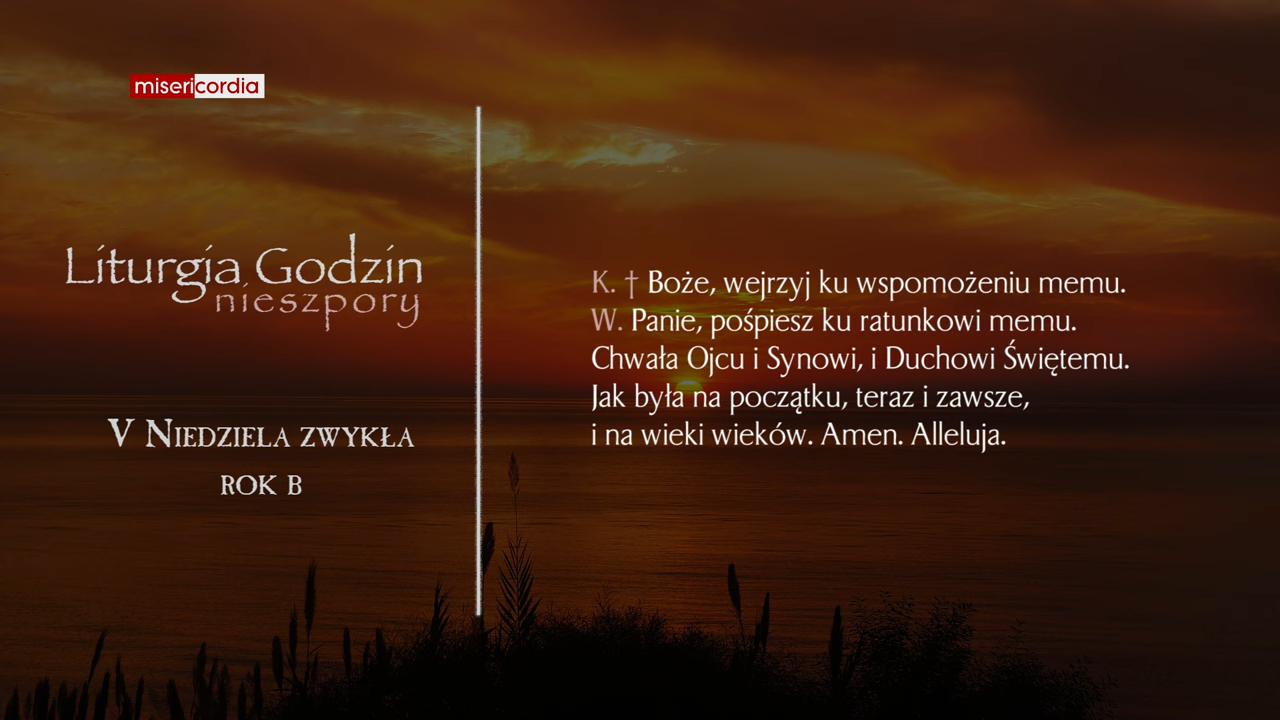 misericordia
Liturgia Godzin
nieszpory
V Niedziela zwykła
rok B
K. † Boże, wejrzyj ku wspomożeniu memu.
W. Panie, pośpiesz ku ratunkowi memu.
Chwała Ojcu i Synowi, i Duchowi Świętemu.
Jak była na początku, teraz i zawsze,
i na wieki wieków. Amen. Alleluja.